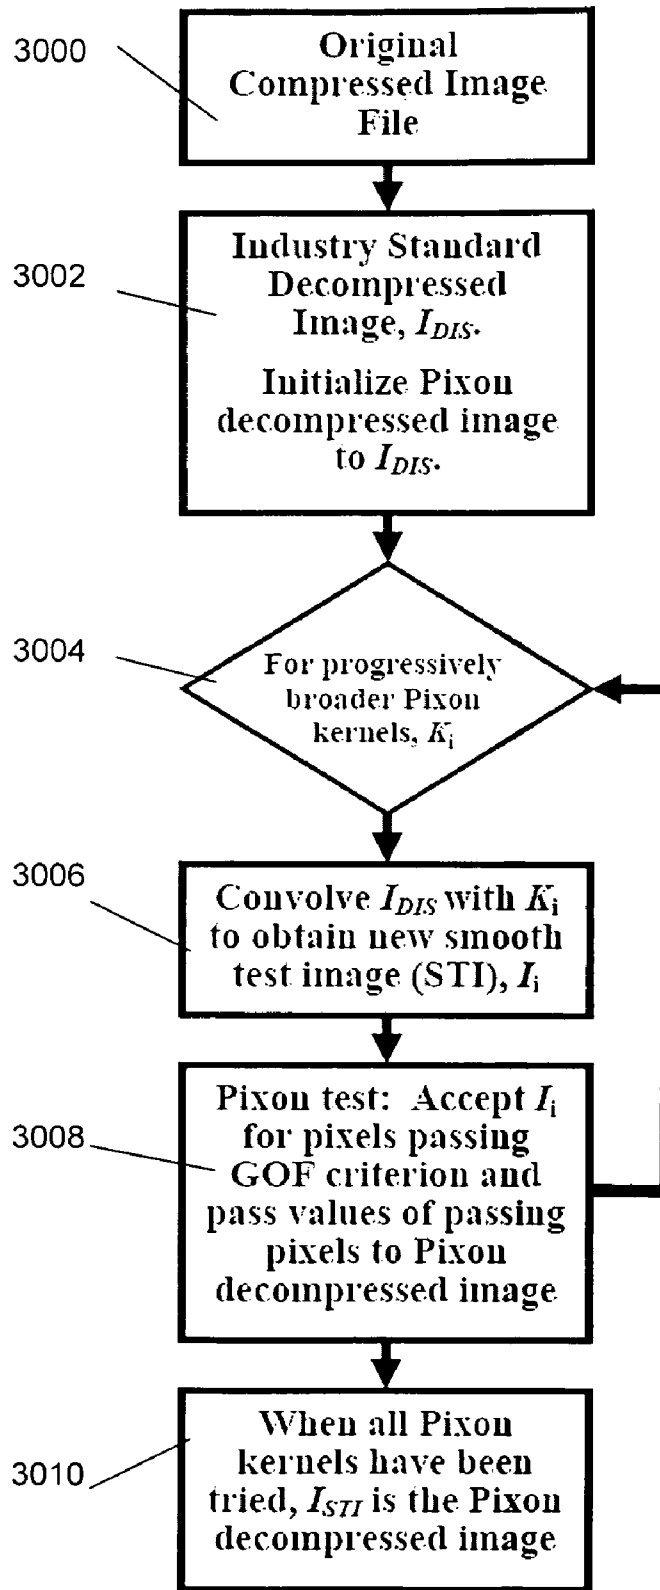 3000
Original
Compressed Image
File
3002
Industry Standard
Decompressed
Image, I_DIS.
Initialize Pixon
decompressed image
to I_DIS.
3004
For progressively
broader Pixon
kernels, K_i
3006
Convolve I_DIS with K_i
to obtain new smooth
test image (STI), I_i
3008
Pixon test: Accept I_i
for pixels passing
GOF criterion and
pass values of passing
pixels to Pixon
decompressed image
3010
When all Pixon
kernels have been
tried, I_STI is the Pixon
decompressed image